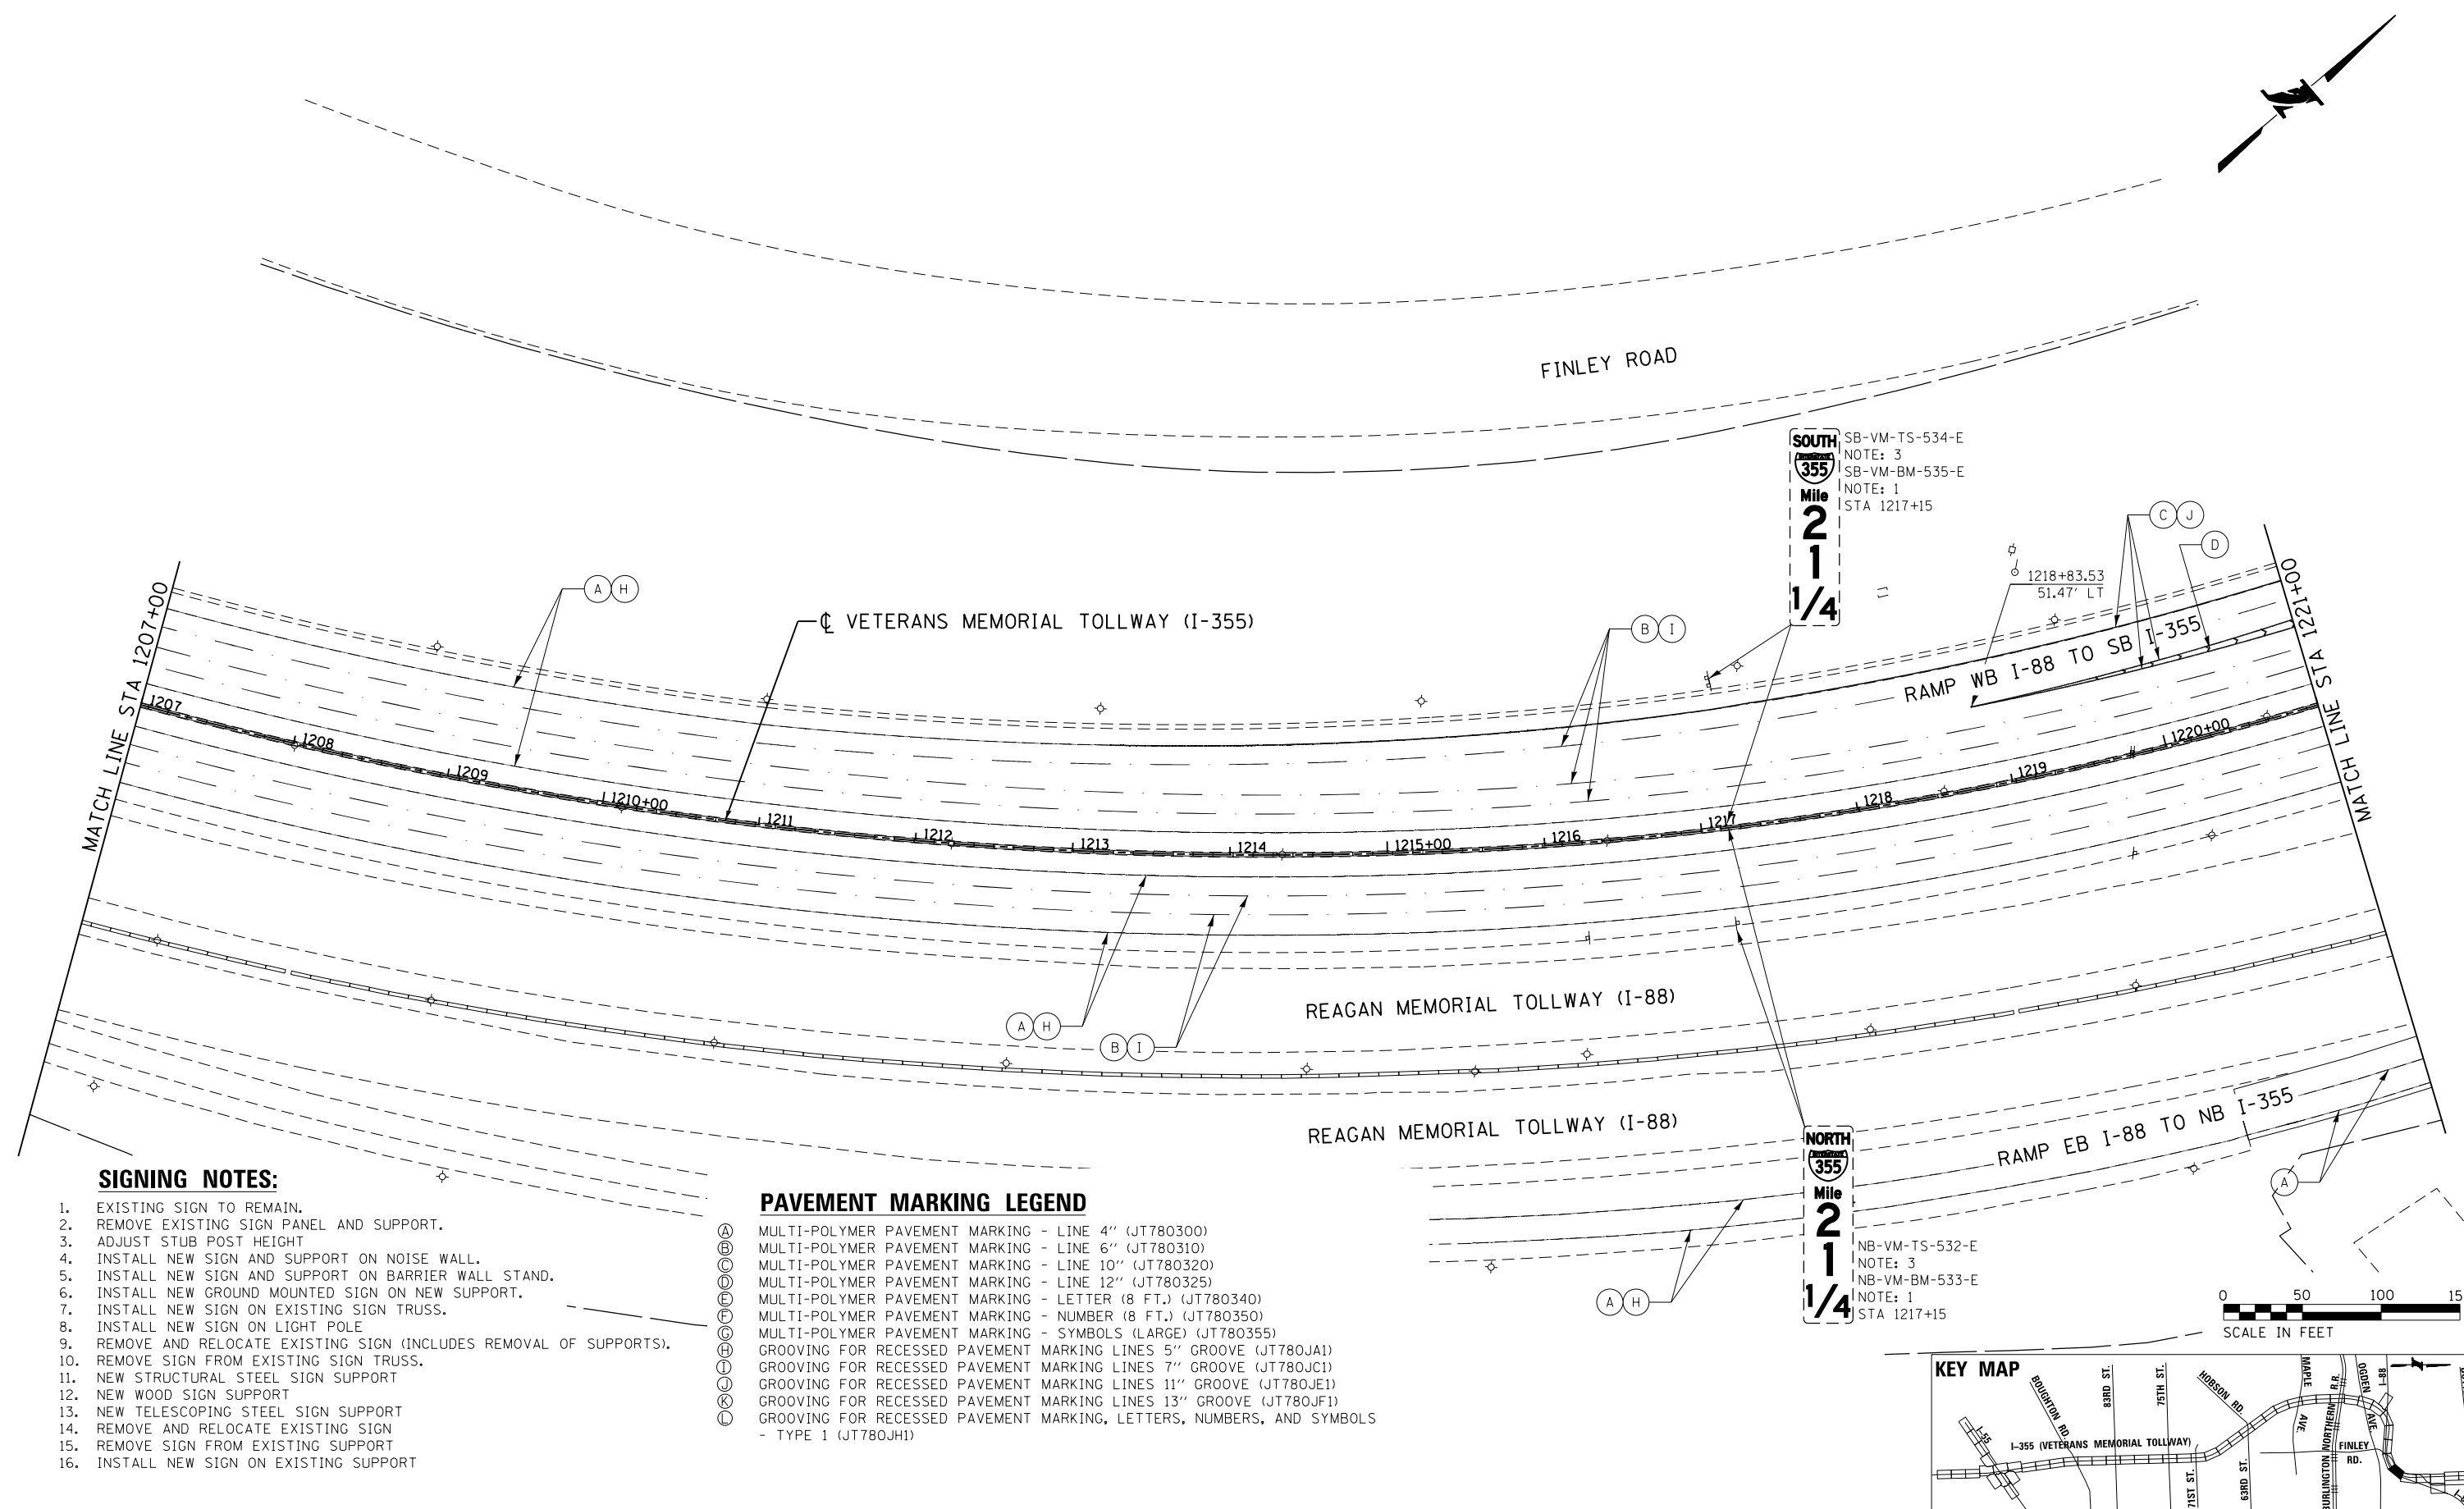 FINLEY ROAD
SOUTH
INTERSTATE
355
Mile
2
1
1/4
SB-VM-TS-534-E
NOTE: 3
SB-VM-BM-535-E
NOTE: 1
STA 1217+15
C J
D
1218+83.53
51.47' LT
A H
℄ VETERANS MEMORIAL TOLLWAY (I-355)
B I
RAMP WB I-88 TO SB I-355
MATCH LINE STA 1207+00
MATCH LINE STA 1221+00
1207
1208
1209
1210+00
1211
1212
1213
1214
1215+00
1216
1217
1218
1219
1220+00
A H
B I
REAGAN MEMORIAL TOLLWAY (I-88)
REAGAN MEMORIAL TOLLWAY (I-88)
RAMP EB I-88 TO NB I-355
A
A H
NORTH
INTERSTATE
355
Mile
2
1
1/4
NB-VM-TS-532-E
NOTE: 3
NB-VM-BM-533-E
NOTE: 1
STA 1217+15
SIGNING NOTES:
1. EXISTING SIGN TO REMAIN.
2. REMOVE EXISTING SIGN PANEL AND SUPPORT.
3. ADJUST STUB POST HEIGHT
4. INSTALL NEW SIGN AND SUPPORT ON NOISE WALL.
5. INSTALL NEW SIGN AND SUPPORT ON BARRIER WALL STAND.
6. INSTALL NEW GROUND MOUNTED SIGN ON NEW SUPPORT.
7. INSTALL NEW SIGN ON EXISTING SIGN TRUSS.
8. INSTALL NEW SIGN ON LIGHT POLE
9. REMOVE AND RELOCATE EXISTING SIGN (INCLUDES REMOVAL OF SUPPORTS).
10. REMOVE SIGN FROM EXISTING SIGN TRUSS.
11. NEW STRUCTURAL STEEL SIGN SUPPORT
12. NEW WOOD SIGN SUPPORT
13. NEW TELESCOPING STEEL SIGN SUPPORT
14. REMOVE AND RELOCATE EXISTING SIGN
15. REMOVE SIGN FROM EXISTING SUPPORT
16. INSTALL NEW SIGN ON EXISTING SUPPORT
PAVEMENT MARKING LEGEND
A MULTI-POLYMER PAVEMENT MARKING - LINE 4'' (JT780300)
B MULTI-POLYMER PAVEMENT MARKING - LINE 6'' (JT780310)
C MULTI-POLYMER PAVEMENT MARKING - LINE 10'' (JT780320)
D MULTI-POLYMER PAVEMENT MARKING - LINE 12'' (JT780325)
E MULTI-POLYMER PAVEMENT MARKING - LETTER (8 FT.) (JT780340)
F MULTI-POLYMER PAVEMENT MARKING - NUMBER (8 FT.) (JT780350)
G MULTI-POLYMER PAVEMENT MARKING - SYMBOLS (LARGE) (JT780355)
H GROOVING FOR RECESSED PAVEMENT MARKING LINES 5'' GROOVE (JT780JA1)
I GROOVING FOR RECESSED PAVEMENT MARKING LINES 7'' GROOVE (JT780JC1)
J GROOVING FOR RECESSED PAVEMENT MARKING LINES 11'' GROOVE (JT780JE1)
K GROOVING FOR RECESSED PAVEMENT MARKING LINES 13'' GROOVE (JT780JF1)
L GROOVING FOR RECESSED PAVEMENT MARKING, LETTERS, NUMBERS, AND SYMBOLS
- TYPE 1 (JT780JH1)
0 50 100 15
SCALE IN FEET
KEY MAP
I-55
BOUGHTON RD.
83RD ST.
75TH ST.
HOBSON RD.
MAPLE AVE.
BURLINGTON NORTHERN R.R.
OGDEN AVE.
I-88
I-355 (VETERANS MEMORIAL TOLLWAY)
FINLEY
RD.
71ST ST.
63RD ST.